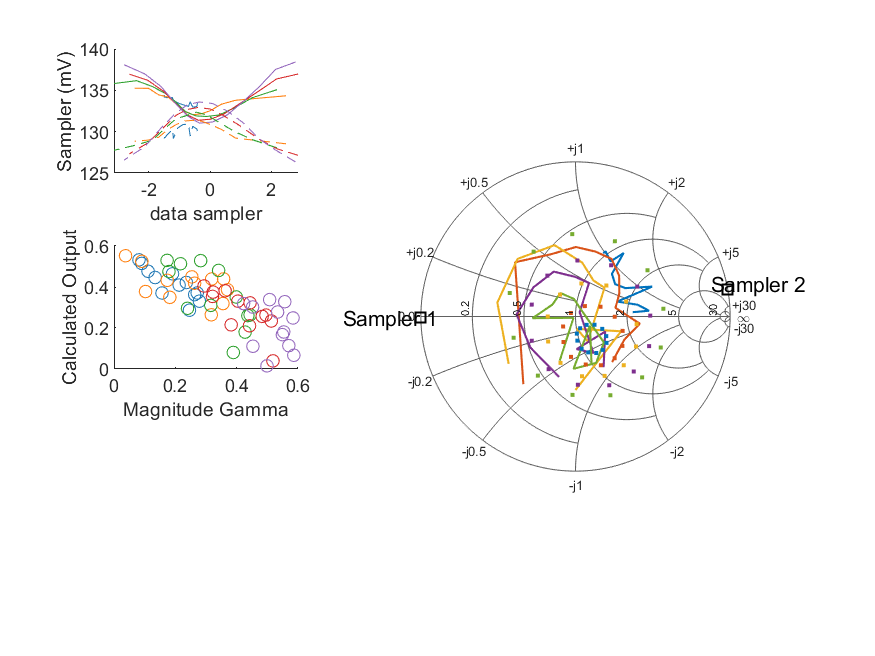 140
135
130
125
Sampler (mV)
-2
0
2
data sampler
0.6
0.4
0.2
0
Calculated Output
0
0.2
0.4
0.6
Magnitude Gamma
+j1
+j0.5
+j2
+j0.2
+j5
Sampler 2
+j30
∞
-j30
Sampler 1
0.2
0.5
1
2
5
30
-j0.2
-j5
-j0.5
-j2
-j1